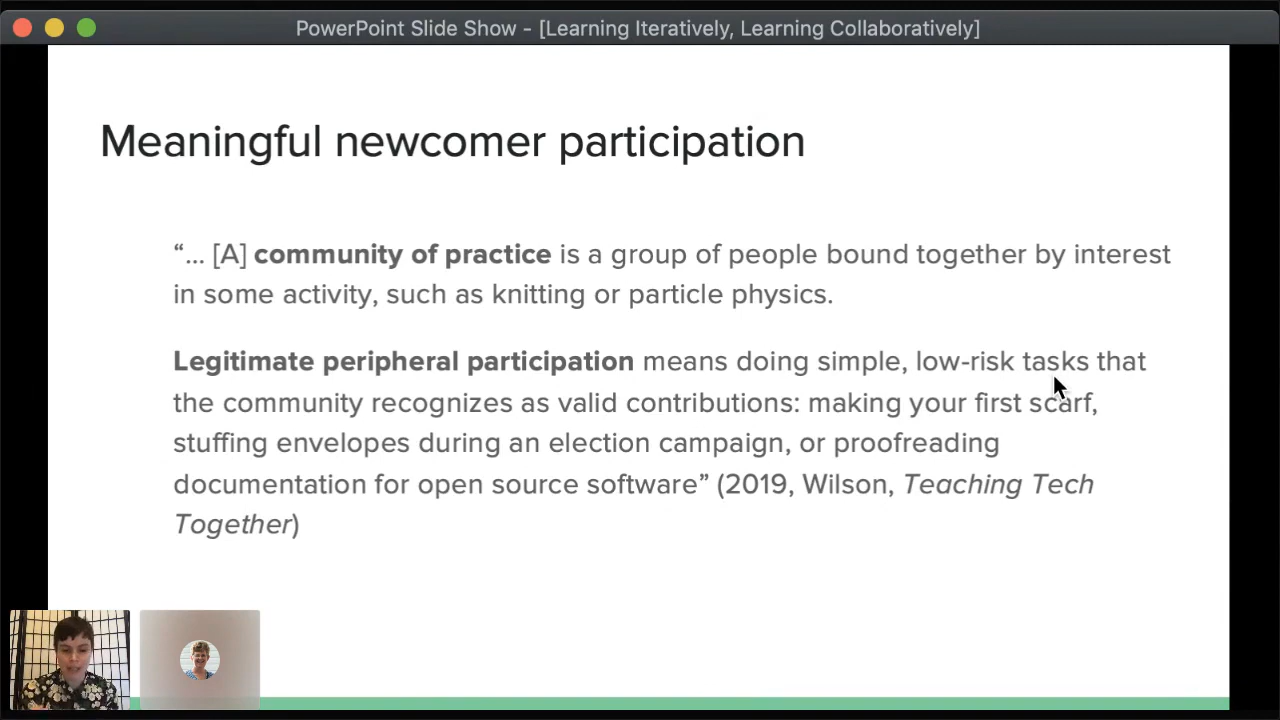 PowerPoint Slide Show - [Learning Iteratively, Learning Collaboratively]
Meaningful newcomer participation
“... [A] community of practice is a group of people bound together by interest
in some activity, such as knitting or particle physics.
Legitimate peripheral participation means doing simple, low-risk tasks that
the community recognizes as valid contributions: making your first scarf,
stuffing envelopes during an election campaign, or proofreading
documentation for open source software” (2019, Wilson, Teaching Tech
Together)